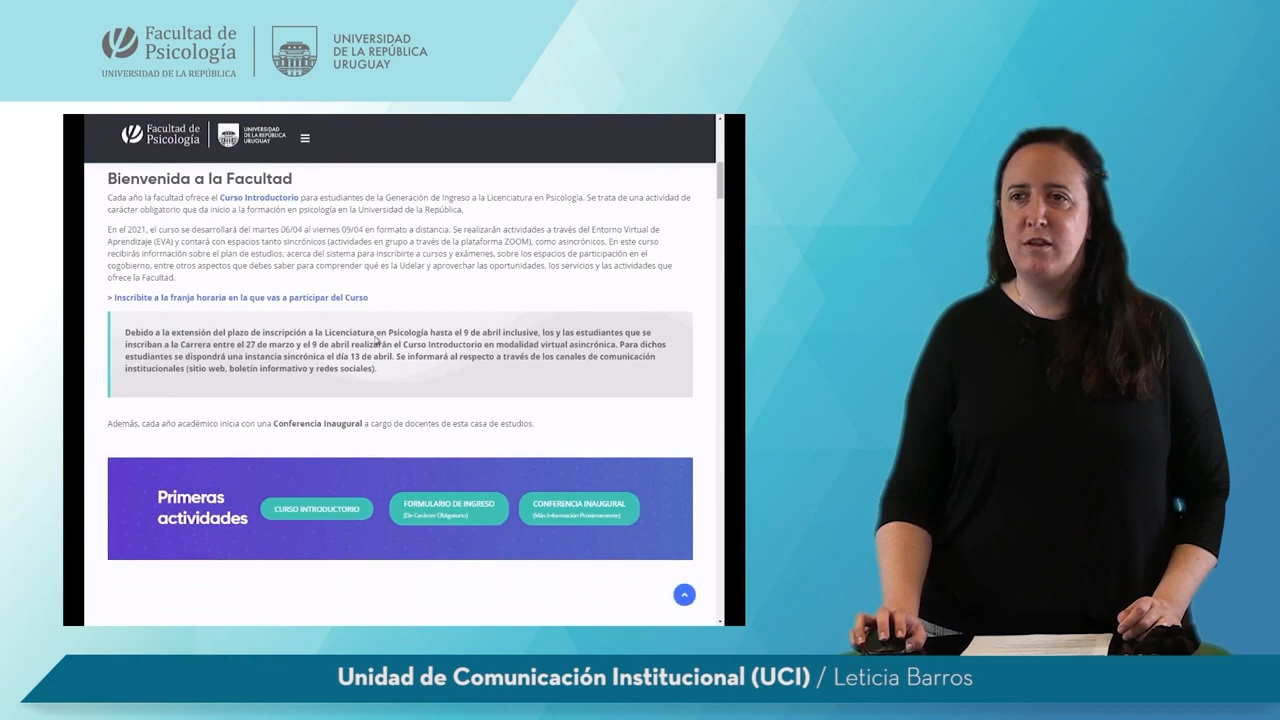 Facultad de
Psicología
UNIVERSIDAD DE LA REPÚBLICA
UNIVERSIDAD
DE LA REPÚBLICA
URUGUAY
Facultad de
Psicología
UNIVERSIDAD
DE LA REPÚBLICA
URUGUAY
Bienvenida a la Facultad
Cada año la facultad ofrece el Curso Introductorio para estudiantes de la Generación de Ingreso a la Licenciatura en Psicología. Se trata de una actividad de
carácter obligatorio que da inicio a la formación en psicología en la Universidad de la República.
En el 2021, el curso se desarrollará del martes 06/04 al viernes 09/04 en formato a distancia. Se realizarán actividades a través del Entorno Virtual de
Aprendizaje (EVA) y contará con espacios tanto sincrónicos (actividades en grupo a través de la plataforma ZOOM), como asincrónicos. En este curso
recibirás información sobre el plan de estudios, acerca del sistema para inscribirte a cursos y exámenes, sobre los espacios de participación en el
cogobierno, entre otros aspectos que debes saber para comprender qué es la Udelar y aprovechar las oportunidades, los servicios y las actividades que
ofrece la Facultad.
> Inscribite a la franja horaria en la que vas a participar del Curso
Debido a la extensión del plazo de inscripción a la Licenciatura en Psicología hasta el 9 de abril inclusive, los y las estudiantes que se
inscriban a la Carrera entre el 27 de marzo y el 9 de abril realizarán el Curso Introductorio en modalidad virtual asincrónica. Para dichos
estudiantes se dispondrá una instancia sincrónica el día 13 de abril. Se informará al respecto a través de los canales de comunicación
institucionales (sitio web, boletín informativo y redes sociales).
Además, cada año académico inicia con una Conferencia Inaugural a cargo de docentes de esta casa de estudios.
Primeras
actividades
CURSO INTRODUCTORIO
FORMULARIO DE INGRESO
(De Carácter Obligatorio)
CONFERENCIA INAUGURAL
(Más Información Próximamente)
Unidad de Comunicación Institucional (UCI) / Leticia Barros